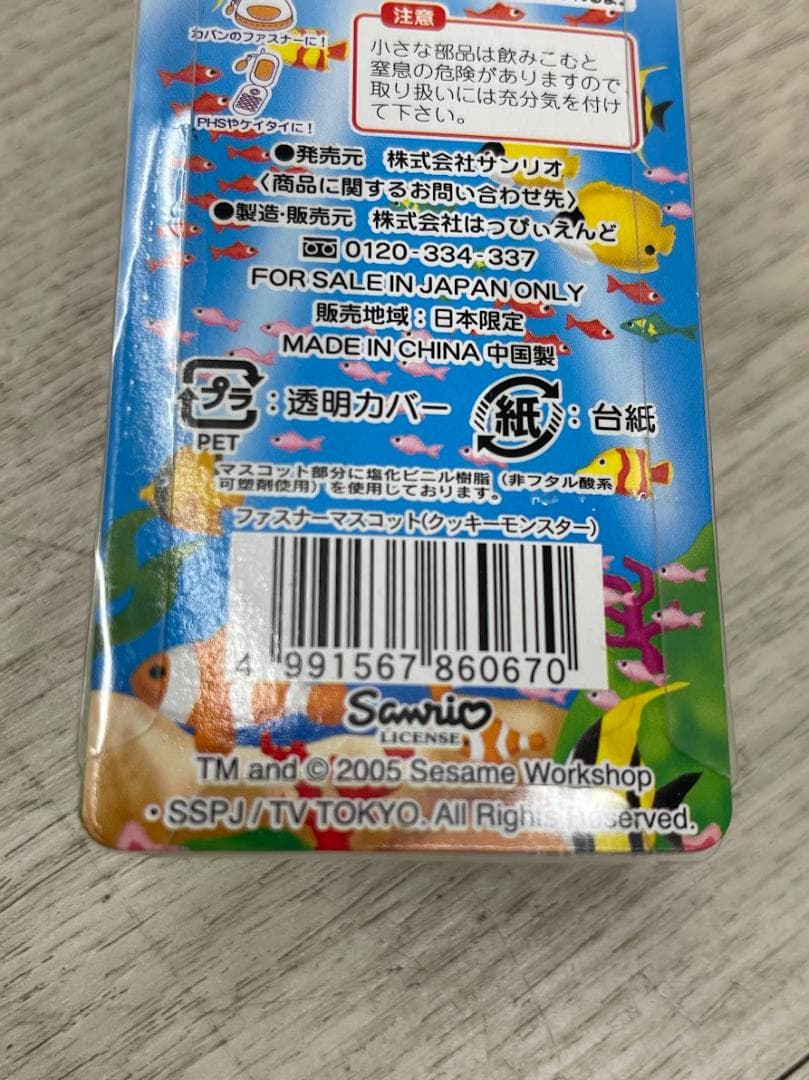 カバンのファスナーに!
PHSやケイタイに!
注意
小さな部品は飲みこむと
窒息の危険がありますので
取り扱いには充分気を付け
て下さい。
●発売元 株式会社サンリオ
〈商品に関するお問い合わせ先〉
●製造・販売元 株式会社はっぴぃえんど
0120-334-337
FOR SALE IN JAPAN ONLY
販売地域:日本限定
MADE IN CHINA 中国製
プラ:透明カバー 紙:台紙
PET
マスコット部分に塩化ビニル樹脂(非フタル酸系
可塑剤使用)を使用しております。
ファスナーマスコット(クッキーモンスター)
4 991567 860670
Sanrio
LICENSE
TM and © 2005 Sesame Workshop
・SSPJ/TV TOKYO. All Rights Reserved.